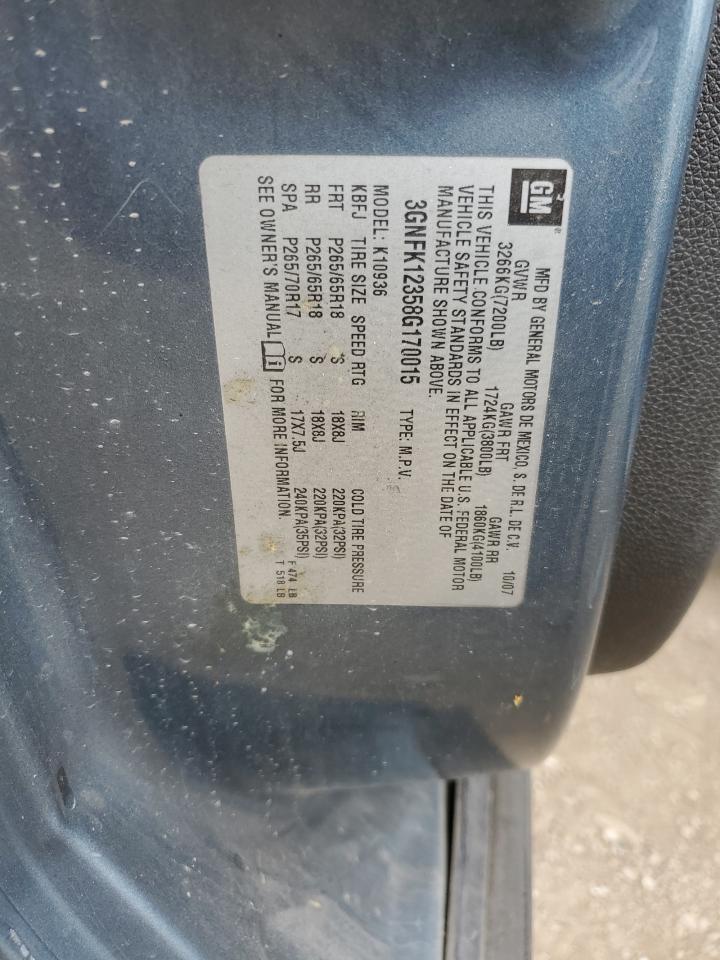 GM
MFD BY GENERAL MOTORS DE MEXICO, S. DE R.L. DE C.V. 10/07
GVWR GAWR FRT GAWR RR
3266KG(7200LB) 1724KG(3800LB) 1860KG(4100LB)
THIS VEHICLE CONFORMS TO ALL APPLICABLE U.S. FEDERAL MOTOR
VEHICLE SAFETY STANDARDS IN EFFECT ON THE DATE OF
MANUFACTURE SHOWN ABOVE.
3GNFK12358G170015 TYPE: M.P.V.
MODEL: K10936
KBFJ TIRE SIZE SPEED RTG RIM COLD TIRE PRESSURE
FRT P265/65R18 S 18X8J 220KPA(32PSI)
RR P265/65R18 S 18X8J 220KPA(32PSI)
SPA P265/70R17 S 17X7.5J 240KPA(35PSI)
SEE OWNER'S MANUAL i FOR MORE INFORMATION.
F 474 LB
T 518 LB